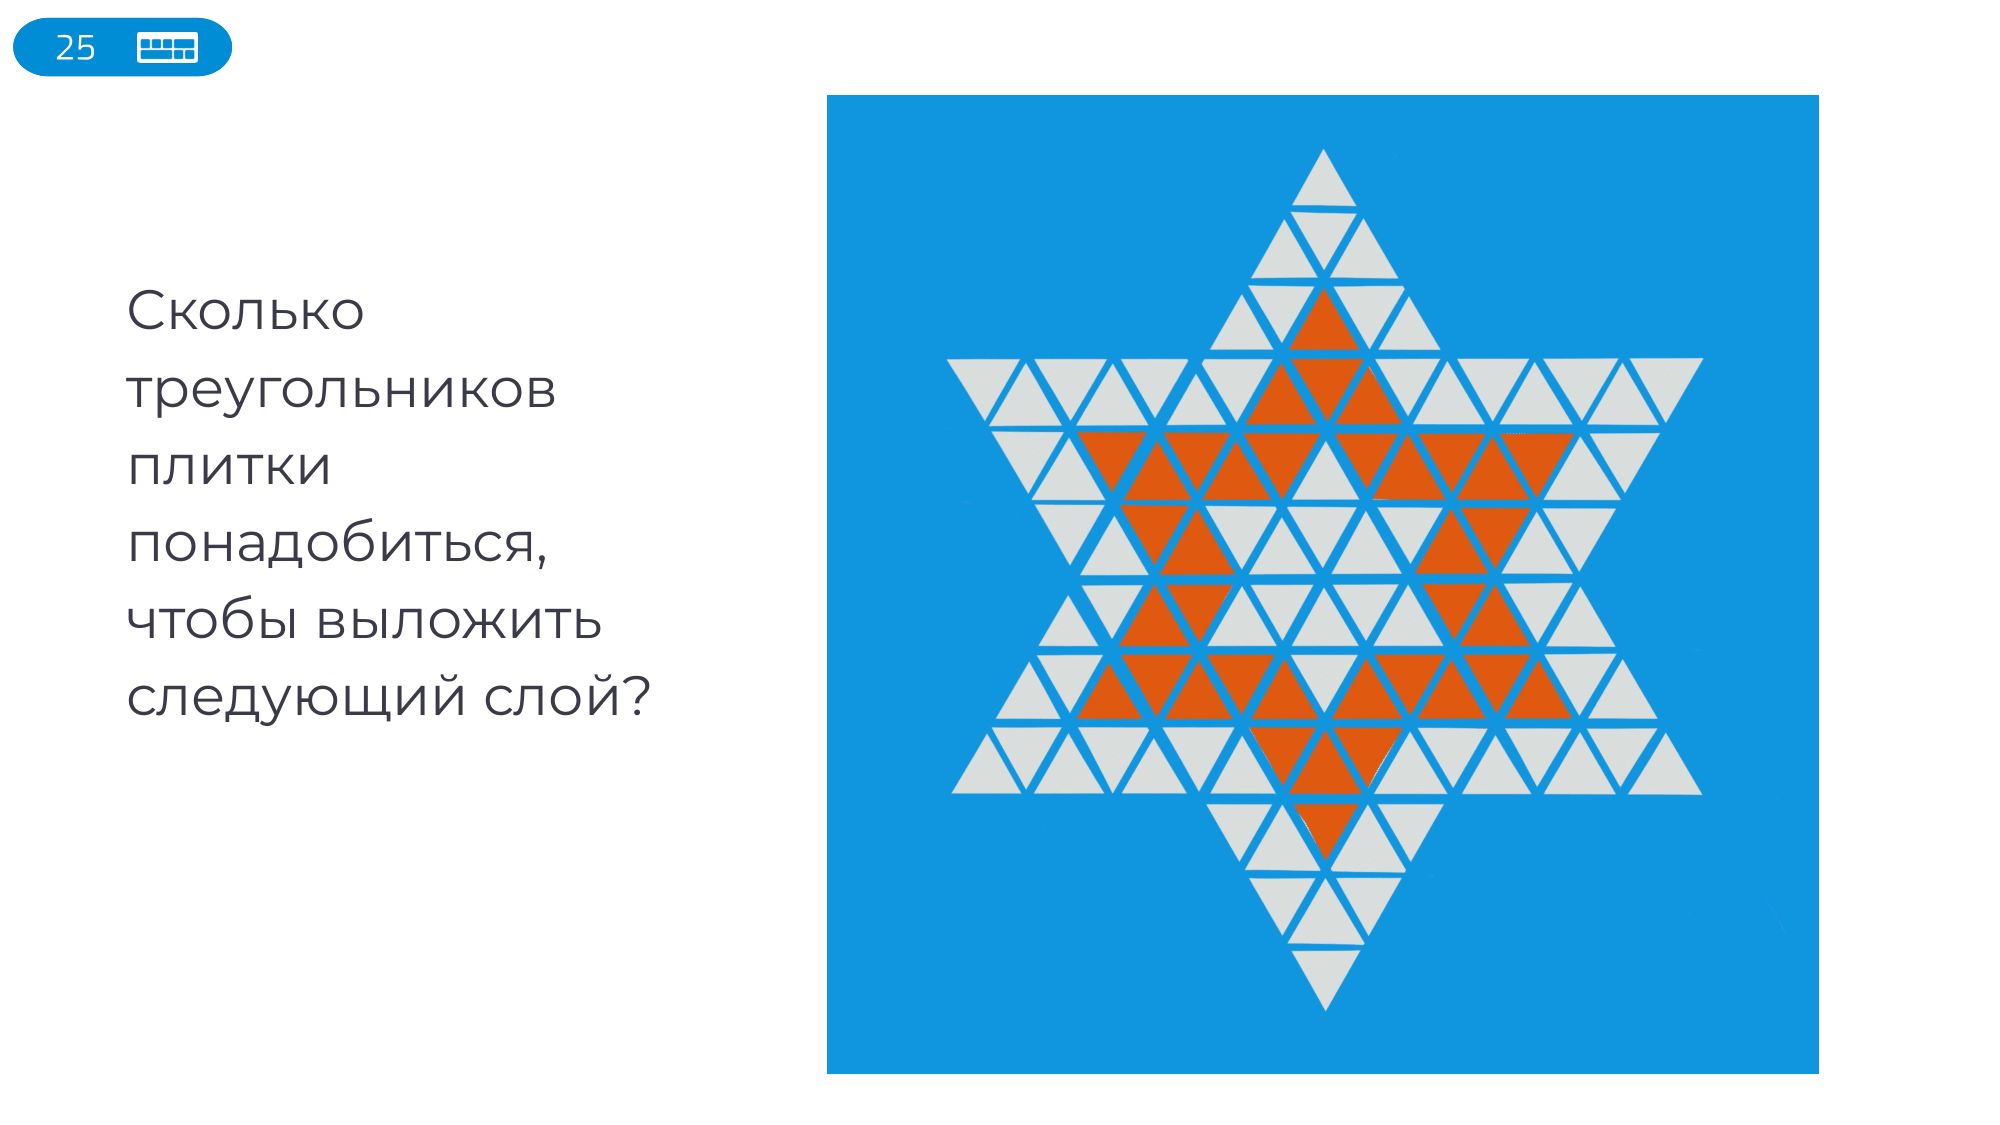 25
Сколько
треугольников
плитки
понадобиться,
чтобы выложить
следующий слой?